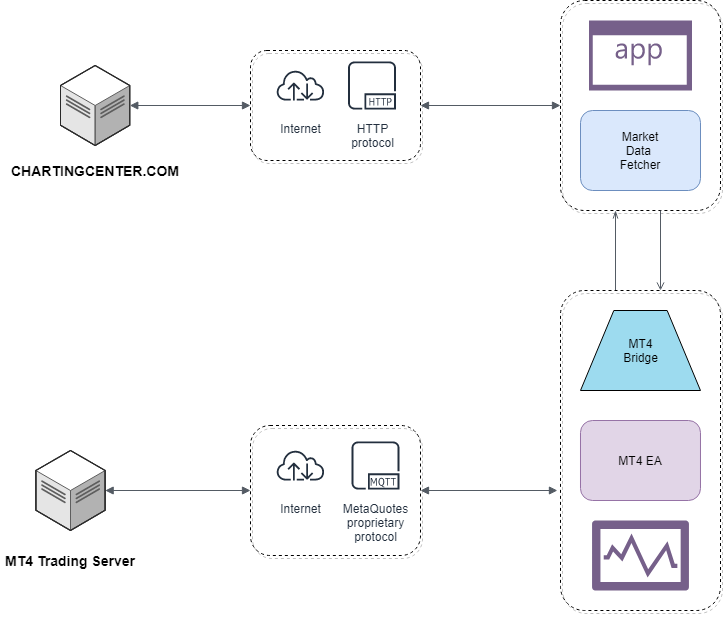 app
HTTP
Internet
HTTP
protocol
Market
Data
Fetcher
CHARTINGCENTER.COM
MT4
Bridge
MT4 EA
MQTT
Internet
MetaQuotes
proprietary
protocol
MT4 Trading Server